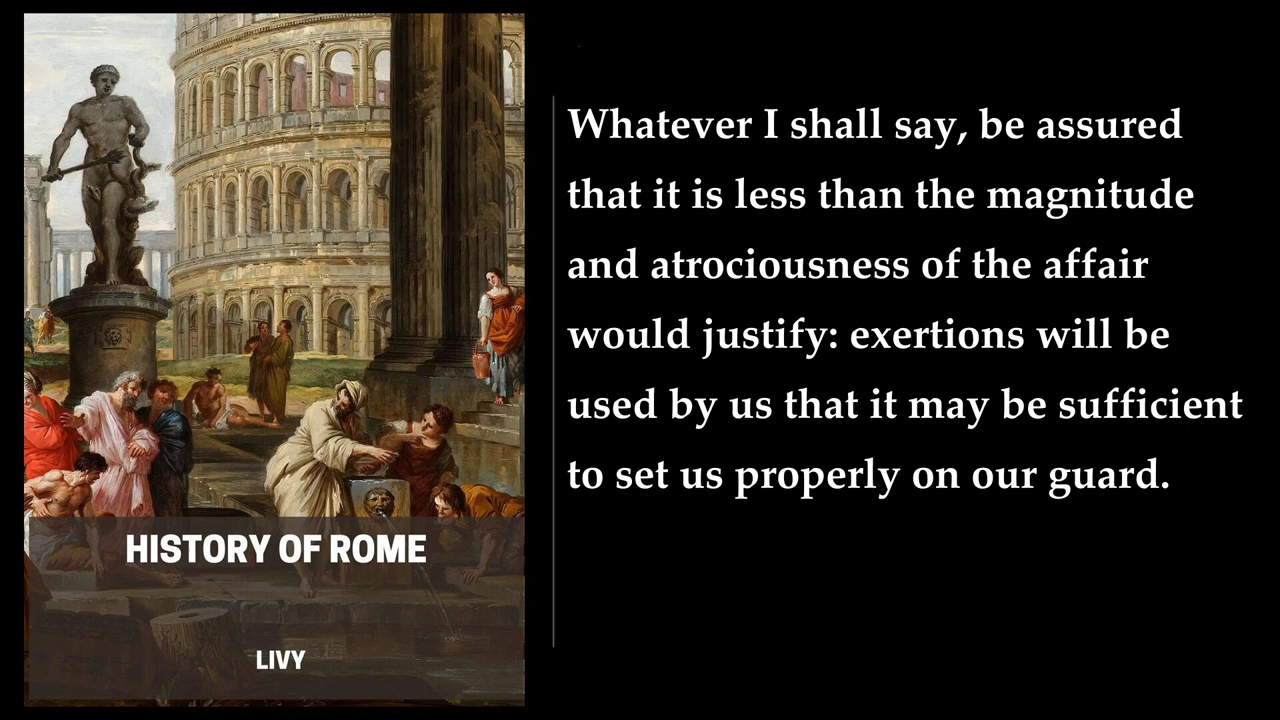 HISTORY OF ROME
LIVY
Whatever I shall say, be assured
that it is less than the magnitude
and atrociousness of the affair
would justify: exertions will be
used by us that it may be sufficient
to set us properly on our guard.